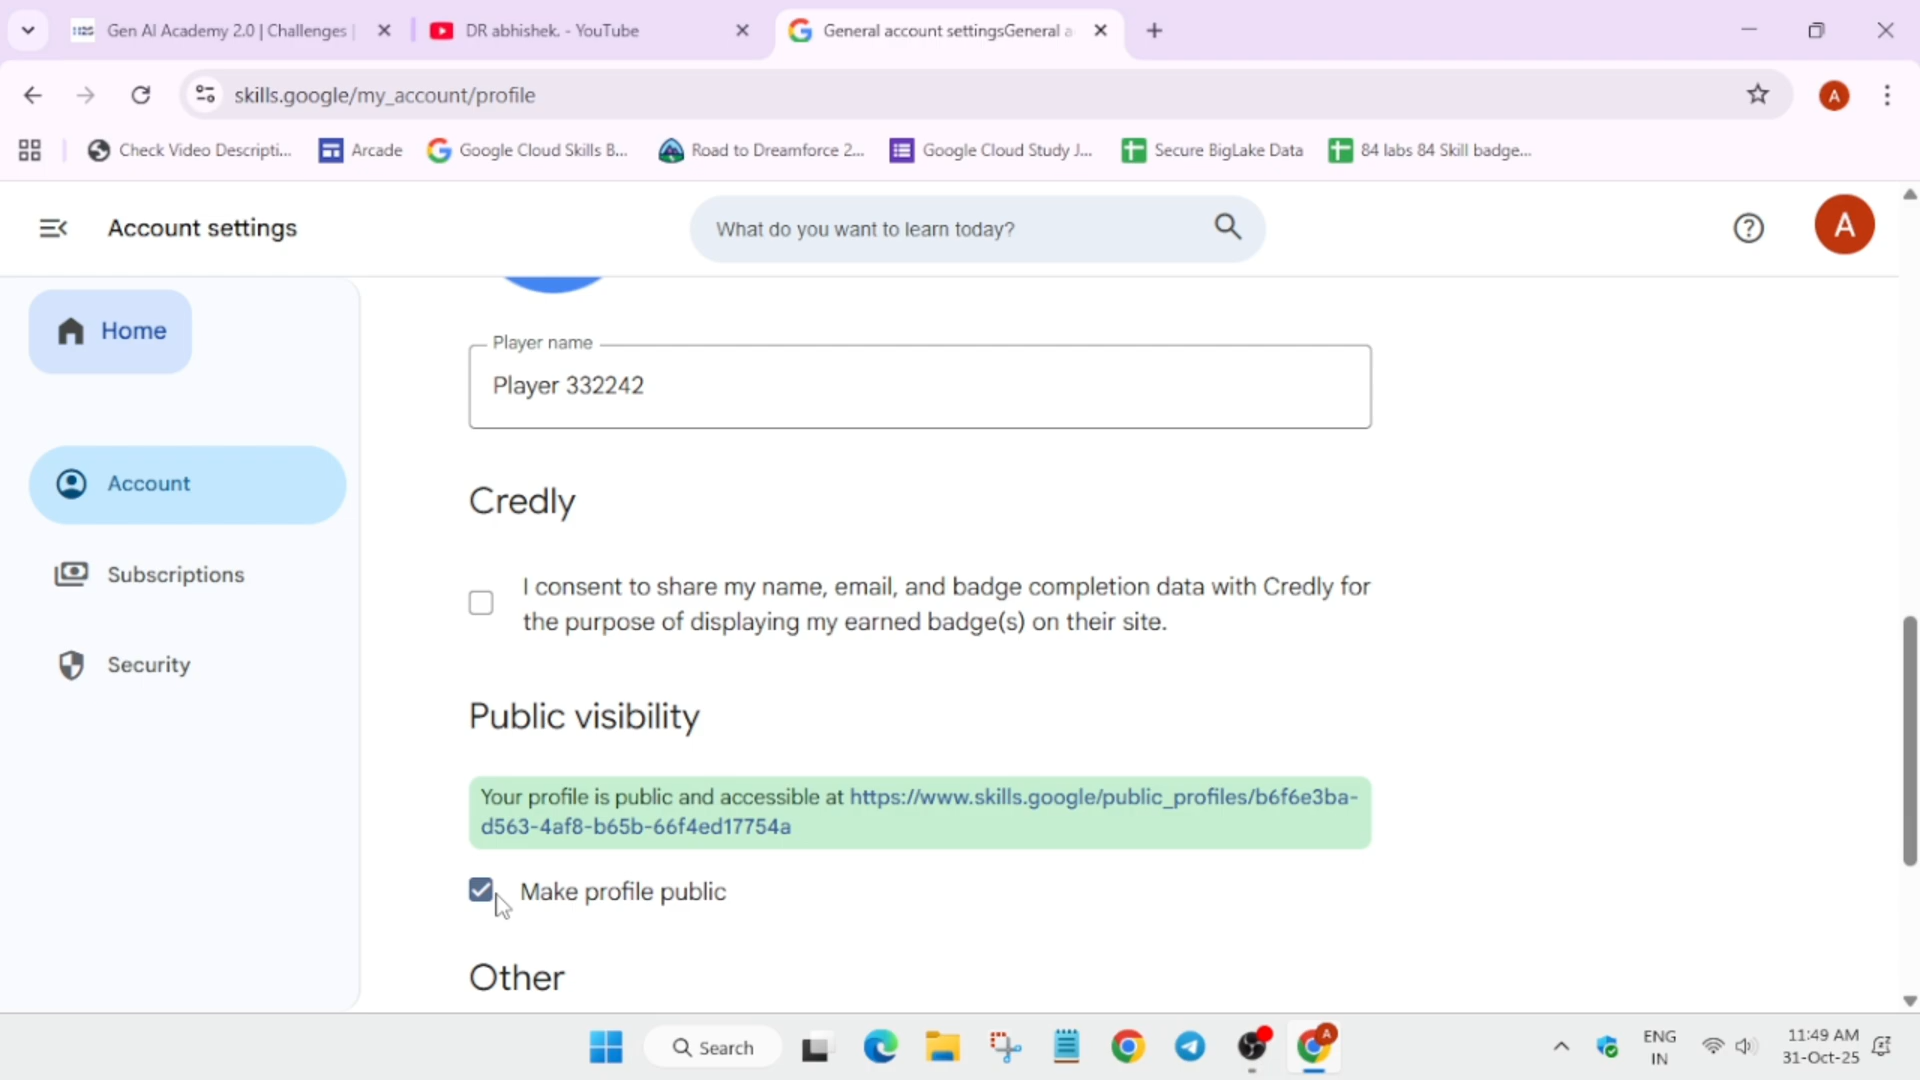 Gen AI Academy 2.0 | Challenges |
DR abhishek. - YouTube
General account settingsGeneral a
skills.google/my_account/profile
A
Check Video Descripti...
Arcade
Google Cloud Skills B...
Road to Dreamforce 2...
Google Cloud Study J...
Secure BigLake Data
84 labs 84 Skill badge...
Account settings
What do you want to learn today?
A
Home
Account
Subscriptions
Security
Player name
Player 332242
Credly
I consent to share my name, email, and badge completion data with Credly for
the purpose of displaying my earned badge(s) on their site.
Public visibility
Your profile is public and accessible at https://www.skills.google/public_profiles/b6f6e3ba-
d563-4af8-b65b-66f4ed17754a
Make profile public
Other
Search
A
ENG
IN
11:49 AM
31-Oct-25